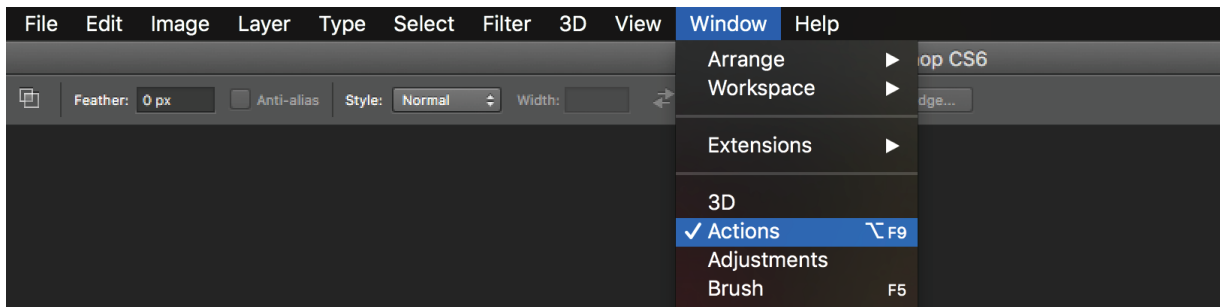 File Edit Image Layer Type Select Filter 3D View Window Help
Arrange
op CS6
Feather: 0 px Anti-alias Style: Normal Width:
Workspace
dge...
Extensions
3D
✓ Actions ⌥ F9
Adjustments
Brush F5